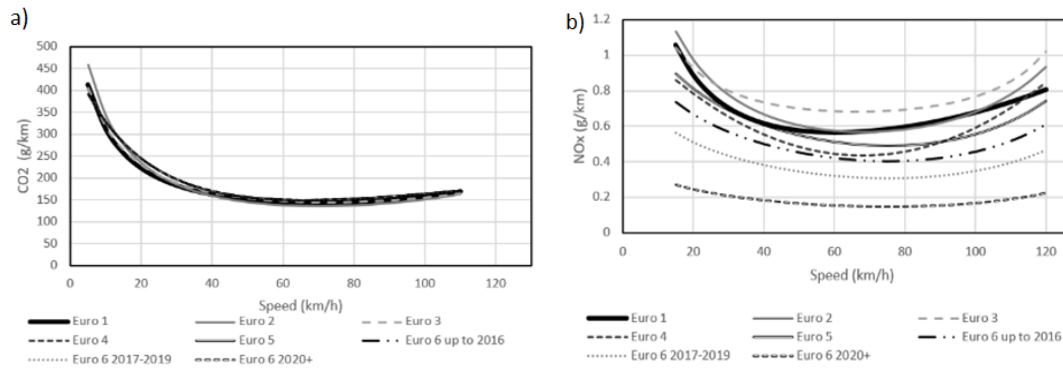 a)
500
450
400
350
300
250
200
150
100
50
0
CO2 (g/km)
0 20 40 60 80 100 120
Speed (km/h)
Euro 1 Euro 2 Euro 3
Euro 4 Euro 5 Euro 6 up to 2016
Euro 6 2017-2019 Euro 6 2020+
b)
1.2
1
0.8
0.6
0.4
0.2
0
NOx (g/km)
0 20 40 60 80 100 120
Speed (km/h)
Euro 1 Euro 2 Euro 3
Euro 4 Euro 5 Euro 6 up to 2016
Euro 6 2017-2019 Euro 6 2020+